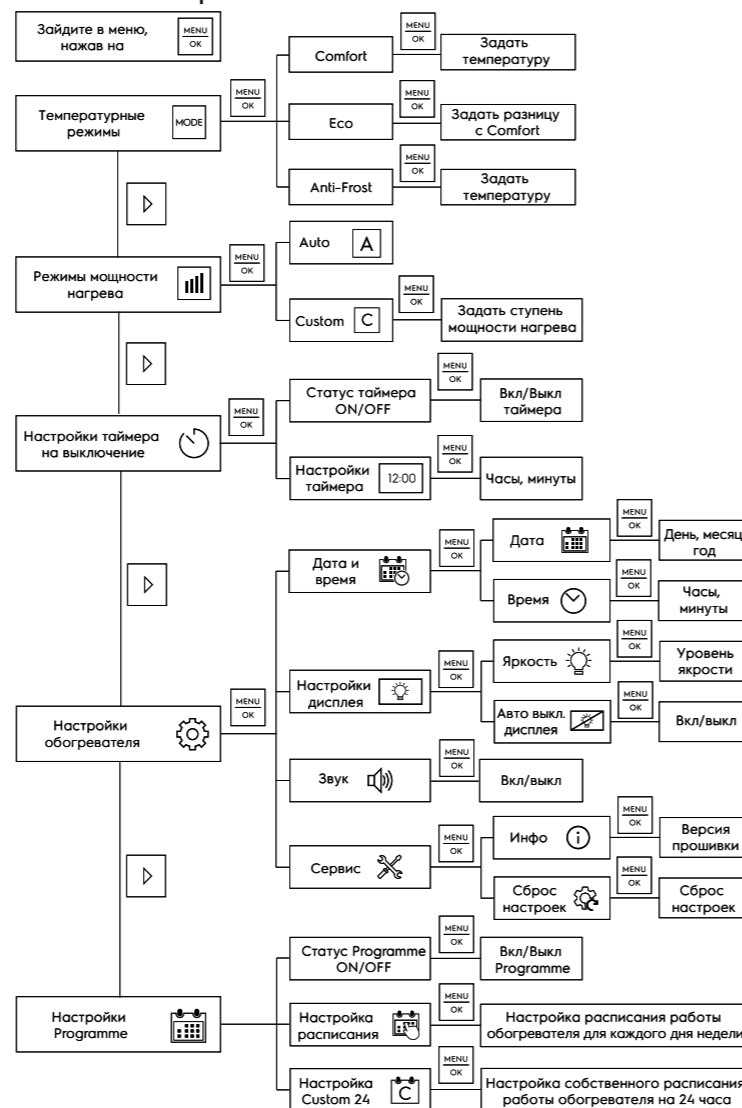 Зайдите в меню,
нажав на
MENU
OK
Температурные
режимы
MODE
MENU
OK
Comfort
MENU
OK
Задать
температуру
Eco
MENU
OK
Задать разницу
с Comfort
Anti-Frost
MENU
OK
Задать
температуру
Режимы мощности
нагрева
MENU
OK
Auto
A
Custom
C
MENU
OK
Задать ступень
мощности нагрева
Настройки таймера
на выключение
MENU
OK
Статус таймера
ON/OFF
MENU
OK
Вкл/Выкл
таймера
Настройки
таймера
12:00
MENU
OK
Часы, минуты
Настройки
обогревателя
MENU
OK
Дата и
время
MENU
OK
Дата
MENU
OK
День, месяц
год
Время
MENU
OK
Часы,
минуты
Настройки
дисплея
MENU
OK
Яркость
MENU
OK
Уровень
яркости
Авто выкл.
дисплея
MENU
OK
Вкл/выкл
Звук
MENU
OK
Вкл/выкл
Сервис
MENU
OK
Инфо
i
MENU
OK
Версия
прошивки
Сброс
настроек
MENU
OK
Сброс
настроек
Настройки
Programme
Статус Programme
ON/OFF
MENU
OK
Вкл/Выкл
Programme
Настройка
расписания
MENU
OK
Настройка расписания работы
обогревателя для каждого дня недели
Настройка
Custom 24
C
MENU
OK
Настройка собственного расписания
работы обогревателя на 24 часа